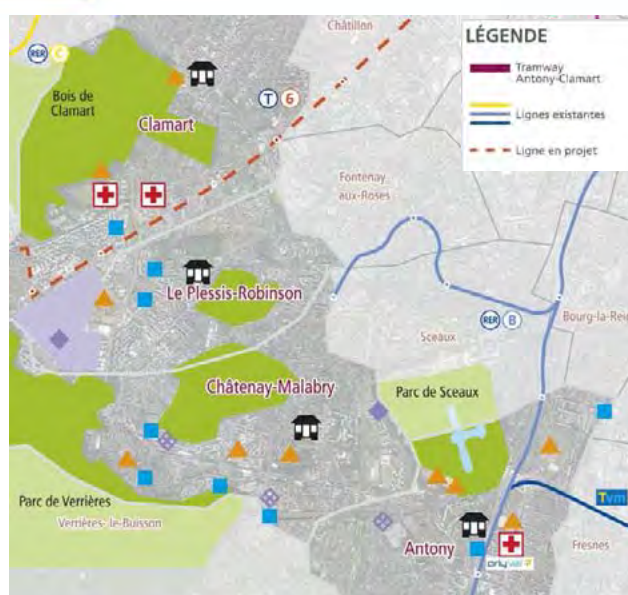 Châtillon
LÉGENDE
Tramway
Antony-Clamart
Lignes existantes
Ligne en projet
RER C
Bois de
Clamart
Clamart
T 6
Fontenay
aux-Roses
Le Plessis-Robinson
RER B
Bourg-la-Rei
Sceaux
Châtenay-Malabry
Parc de Sceaux
Parc de Verrières
Verrières-le-Buisson
Tvm
Antony
Fresnes
orlyval